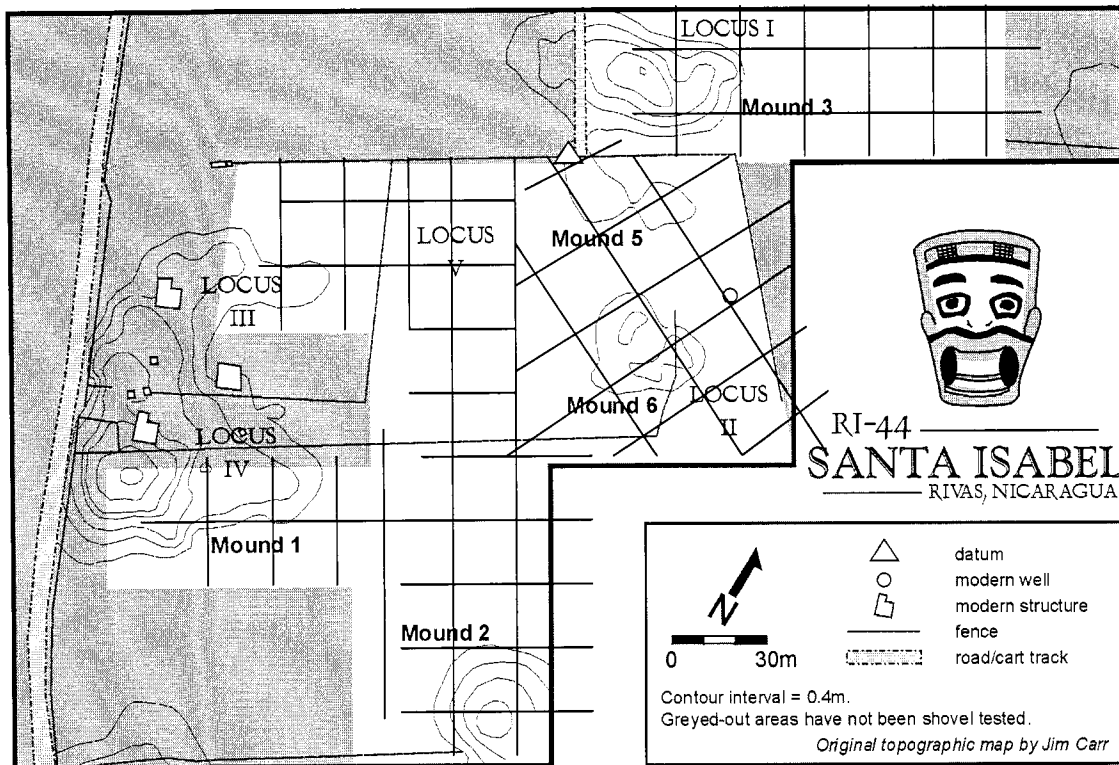 LOCUS I
Mound 3
LOCUS
V
Mound 5
LOCUS
III
Mound 6
LOCUS
II
LOCUS
IV
Mound 1
Mound 2
RI-44
SANTA ISABEL
RIVAS, NICARAGUA
N
0 30m
datum
modern well
modern structure
fence
road/cart track
Contour interval = 0.4m.
Greyed-out areas have not been shovel tested.
Original topographic map by Jim Carr